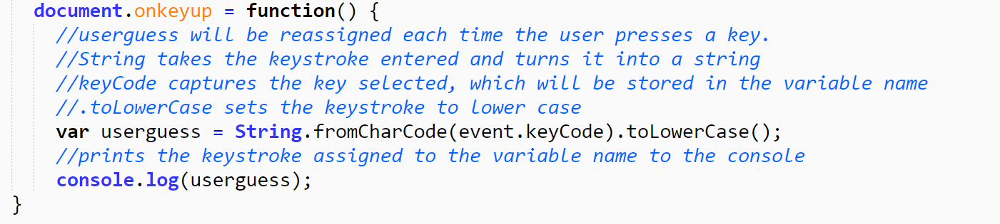 document.onkeyup = function() {
//userguess will be reassigned each time the user presses a key.
//String takes the keystroke entered and turns it into a string
//keyCode captures the key selected, which will be stored in the variable name
//.toLowerCase sets the keystroke to lower case
var userguess = String.fromCharCode(event.keyCode).toLowerCase();
//prints the keystroke assigned to the variable name to the console
console.log(userguess);
}